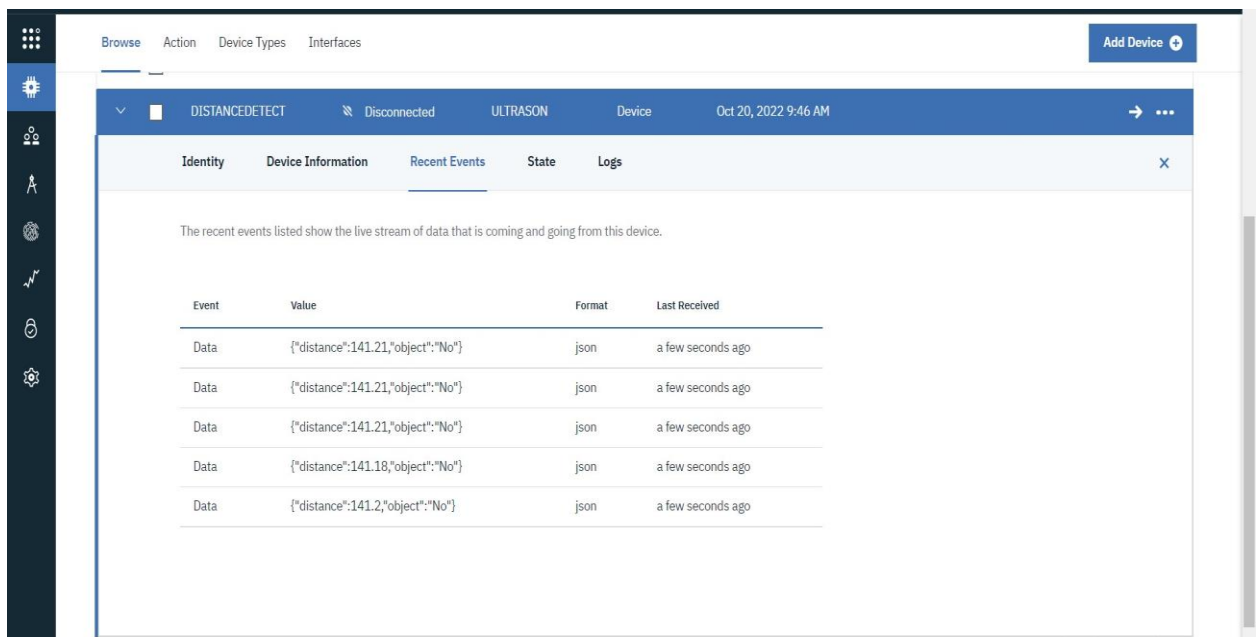 Browse Action Device Types Interfaces Add Device
DISTANCEDETECT Disconnected ULTRASON Device Oct 20, 2022 9:46 AM
Identity Device Information Recent Events State Logs
The recent events listed show the live stream of data that is coming and going from this device.
Event Value Format Last Received
Data {"distance":141.21,"object":"No"} json a few seconds ago
Data {"distance":141.21,"object":"No"} json a few seconds ago
Data {"distance":141.21,"object":"No"} json a few seconds ago
Data {"distance":141.18,"object":"No"} json a few seconds ago
Data {"distance":141.2,"object":"No"} json a few seconds ago